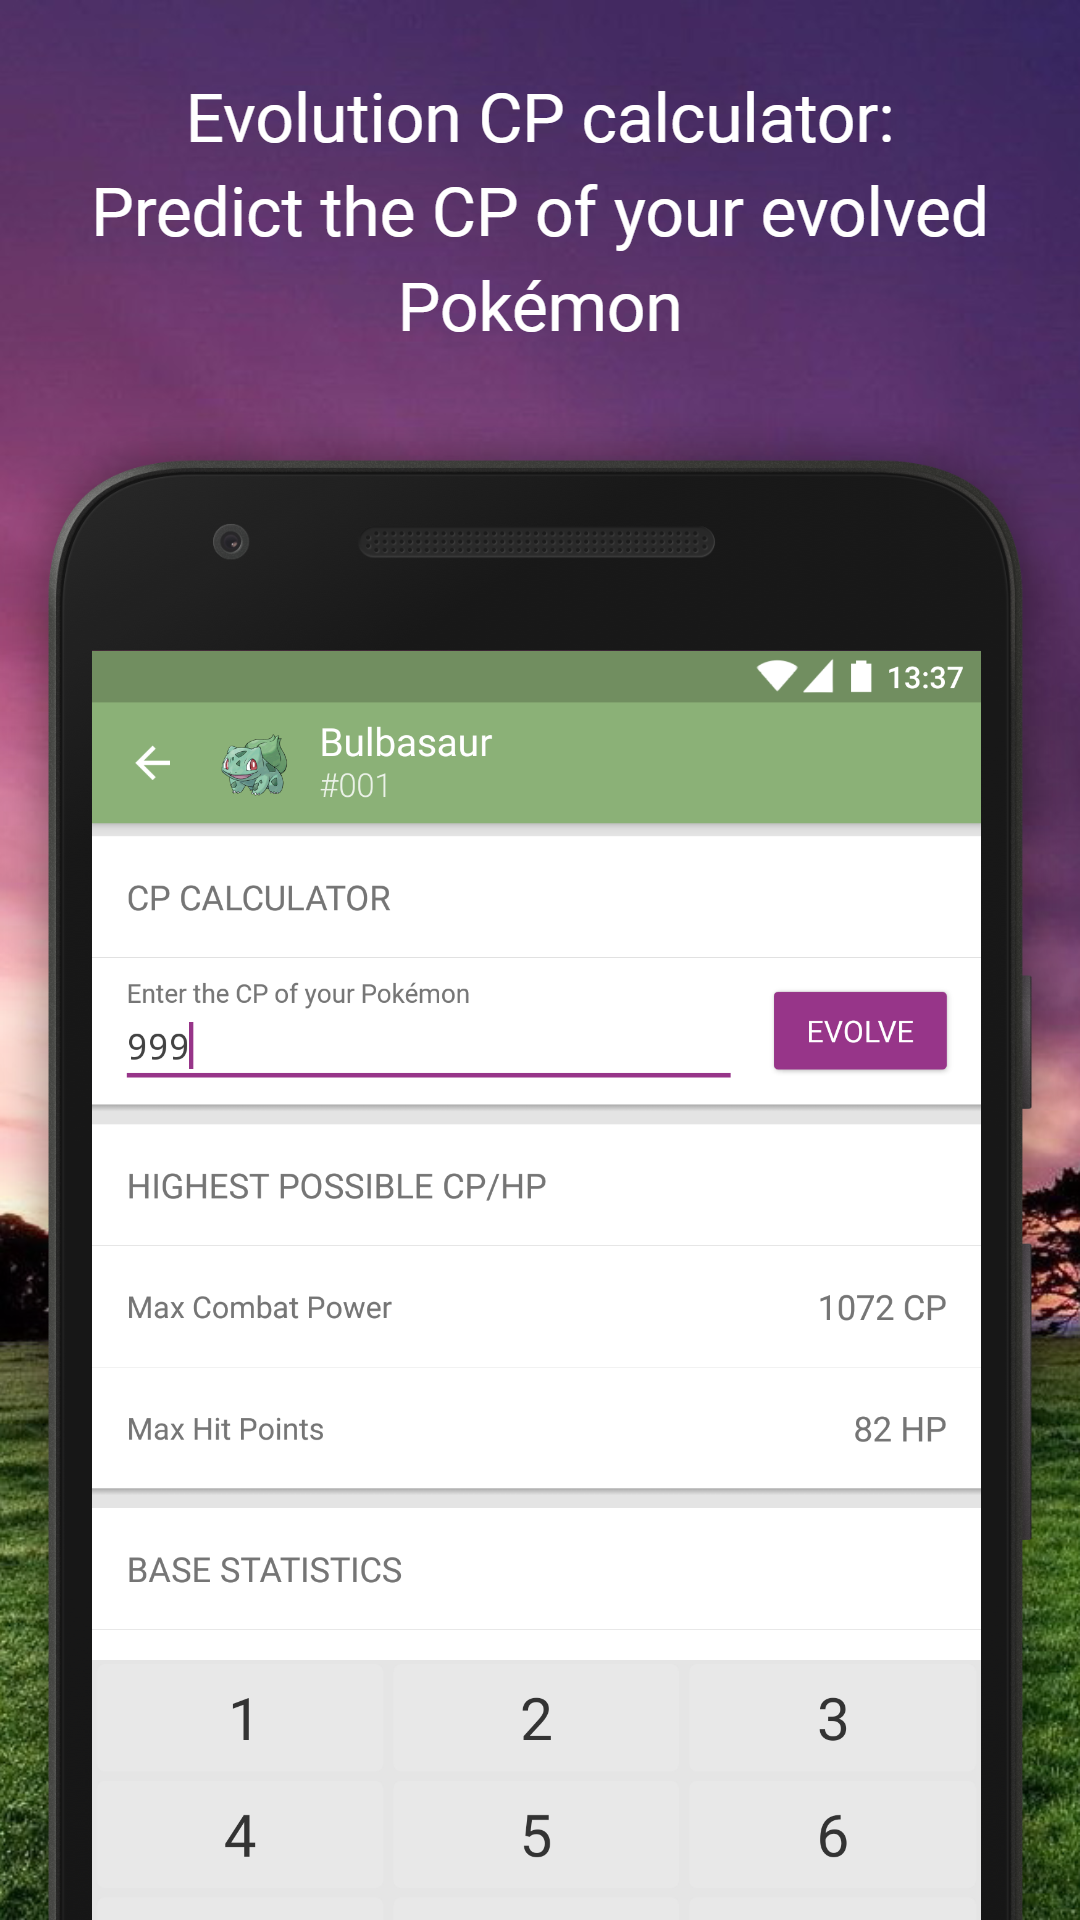 Evolution CP calculator:
Predict the CP of your evolved
Pokémon
13:37
Bulbasaur
#001
CP CALCULATOR
Enter the CP of your Pokémon
999
EVOLVE
HIGHEST POSSIBLE CP/HP
Max Combat Power 1072 CP
Max Hit Points 82 HP
BASE STATISTICS
1 2 3
4 5 6